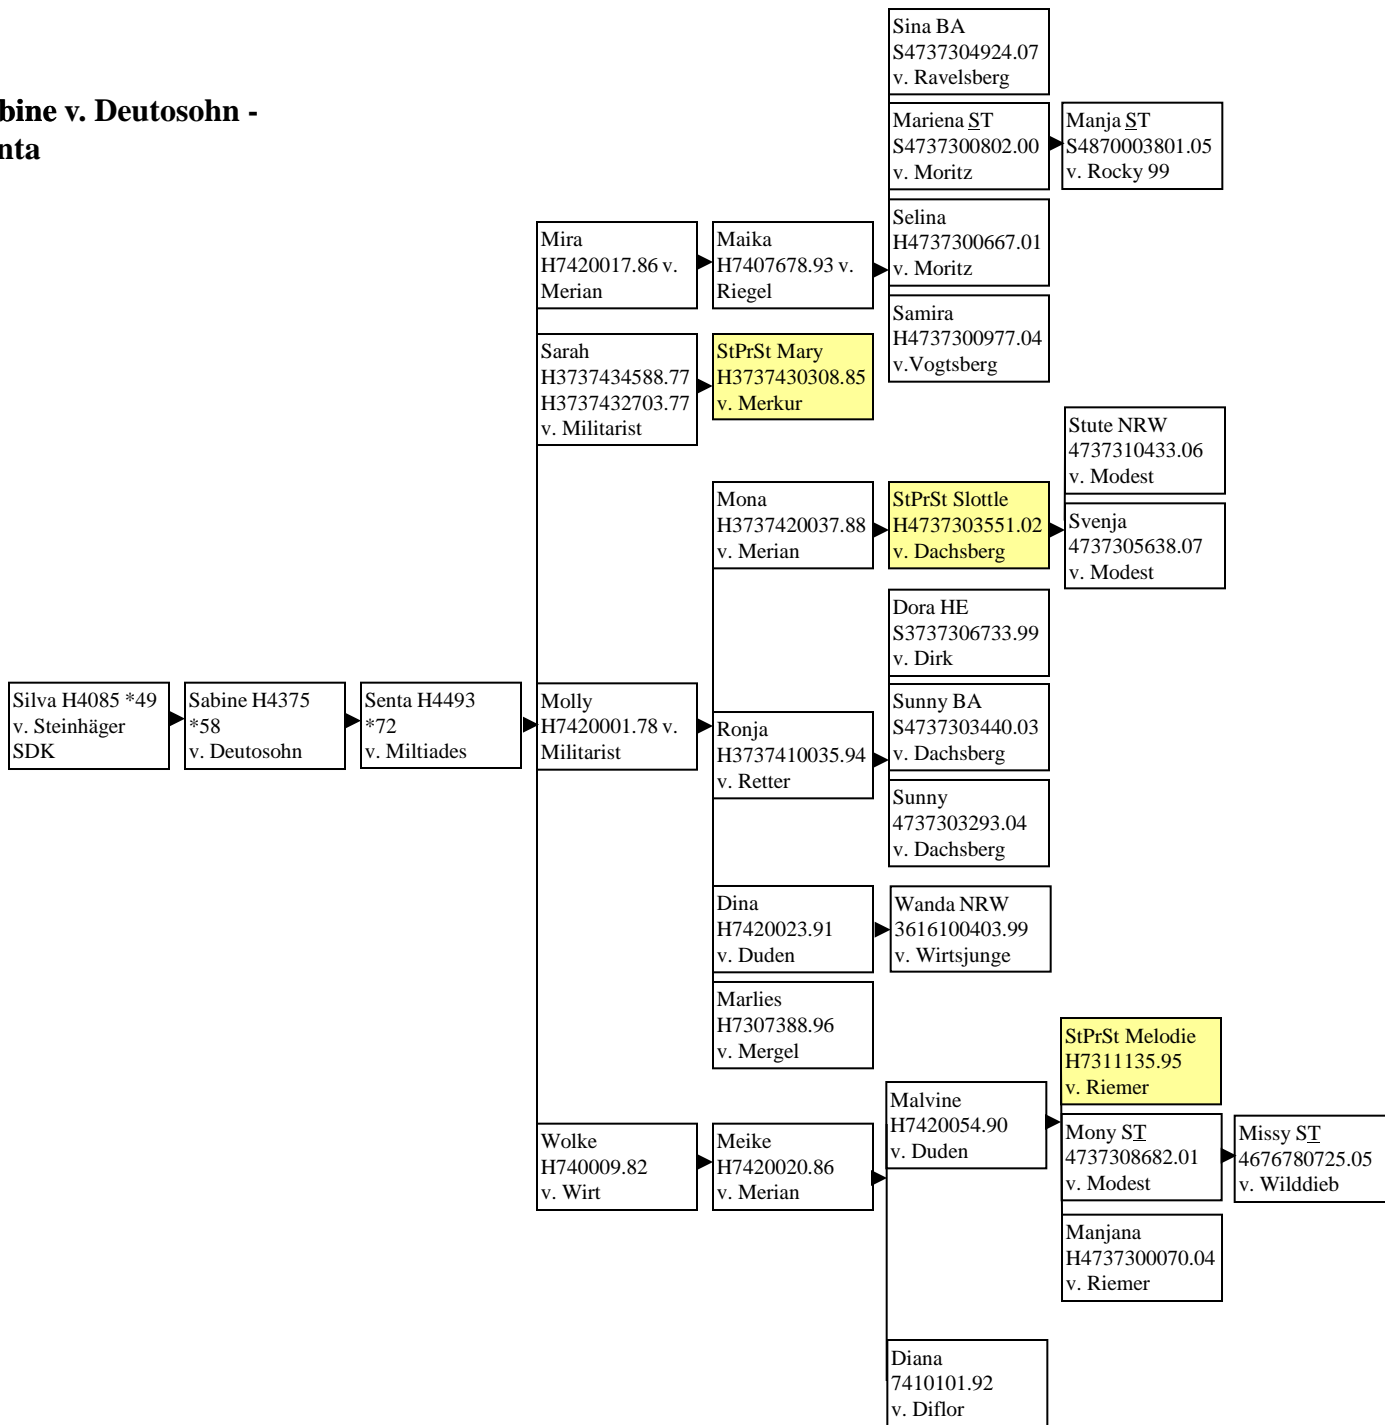 bine v. Deutosohn -
nta
Sina BA
S4737304924.07
v. Ravelsberg
Mariena ST
S4737300802.00
v. Moritz
Manja ST
S4870003801.05
v. Rocky 99
Selina
H4737300667.01
v. Moritz
Samira
H4737300977.04
v.Vogtsberg
Mira
H7420017.86 v.
Merian
Maika
H7407678.93 v.
Riegel
Sarah
H3737434588.77
H3737432703.77
v. Militarist
StPrSt Mary
H3737430308.85
v. Merkur
Stute NRW
4737310433.06
v. Modest
Mona
H3737420037.88
v. Merian
StPrSt Slottle
H4737303551.02
v. Dachsberg
Svenja
4737305638.07
v. Modest
Dora HE
S3737306733.99
v. Dirk
Silva H4085 *49
v. Steinhäger
SDK
Sabine H4375
*58
v. Deutosohn
Senta H4493
*72
v. Miltiades
Molly
H7420001.78 v.
Militarist
Ronja
H3737410035.94
v. Retter
Sunny BA
S4737303440.03
v. Dachsberg
Sunny
4737303293.04
v. Dachsberg
Dina
H7420023.91
v. Duden
Wanda NRW
3616100403.99
v. Wirtsjunge
Marlies
H7307388.96
v. Mergel
StPrSt Melodie
H7311135.95
v. Riemer
Wolke
H740009.82
v. Wirt
Meike
H7420020.86
v. Merian
Malvine
H7420054.90
v. Duden
Mony ST
4737308682.01
v. Modest
Missy ST
4676780725.05
v. Wilddieb
Manjana
H4737300070.04
v. Riemer
Diana
7410101.92
v. Diflor